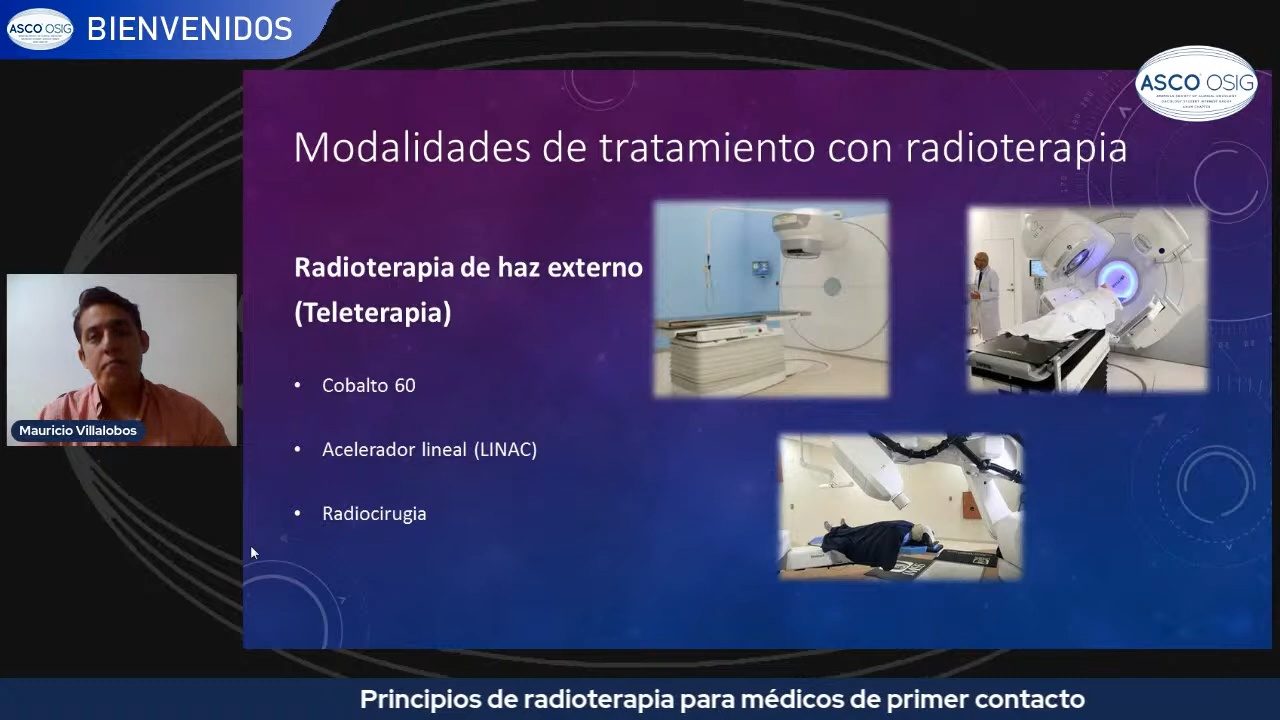 ASCO OSIG
BIENVENIDOS
ASCO OSIG
Modalidades de tratamiento con radioterapia
Radioterapia de haz externo
(Teleterapia)
• Cobalto 60
• Acelerador lineal (LINAC)
• Radiocirugia
Mauricio Villalobos
Principios de radioterapia para médicos de primer contacto